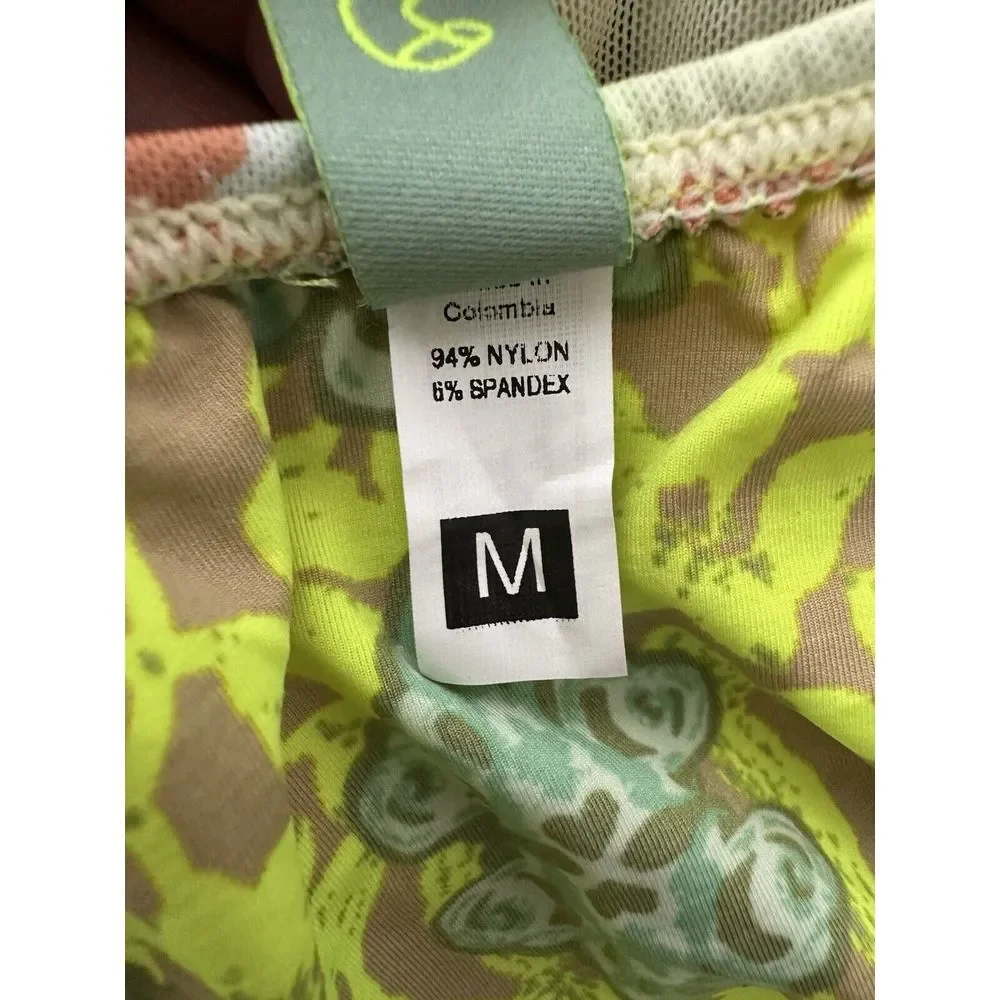 Colombia
94% NYLON
6% SPANDEX
M